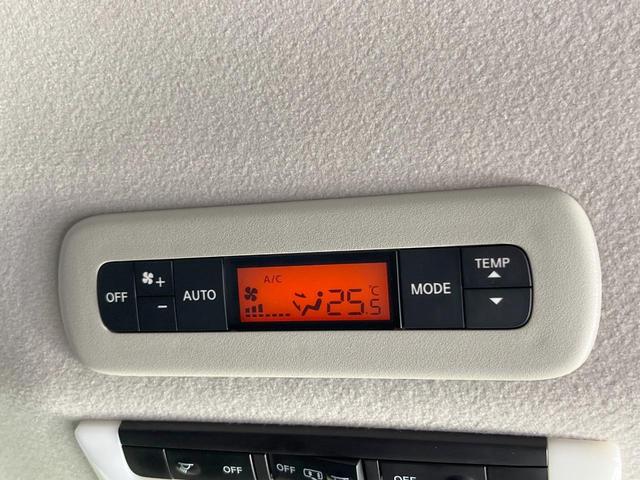 OFF
+
-
AUTO
A/C
25.5 °C
MODE
TEMP
OFF
OFF
OFF